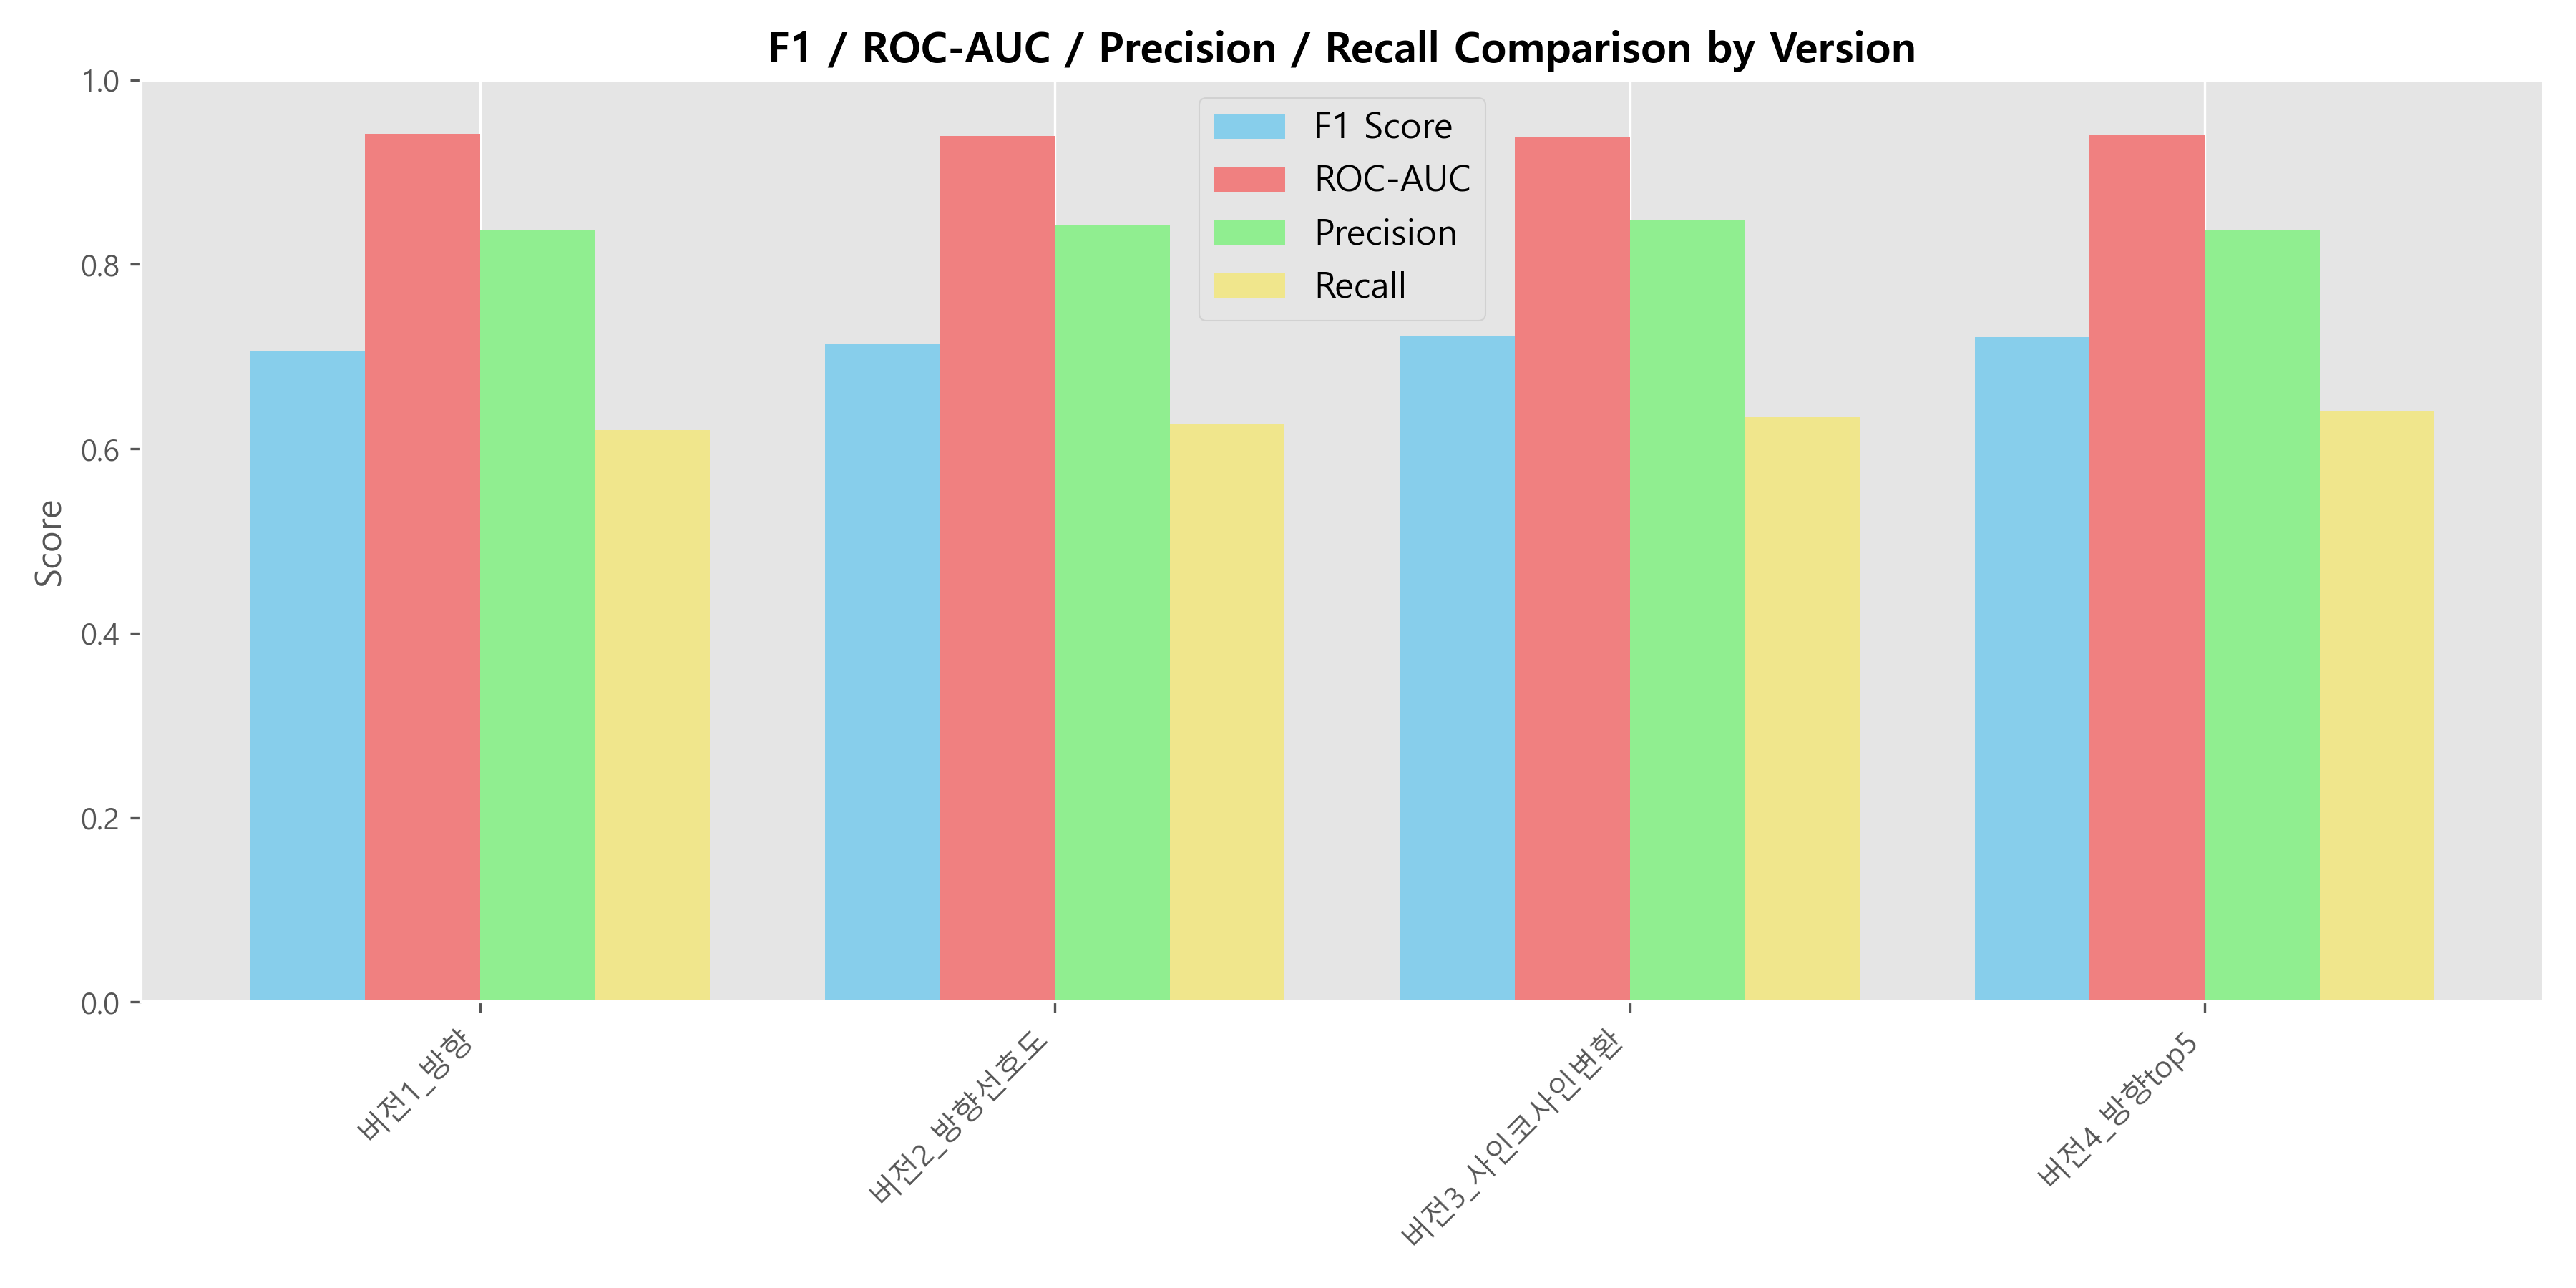 F1 / ROC-AUC / Precision / Recall Comparison by Version
1.0
0.8
0.6
0.4
0.2
0.0
Score
F1 Score
ROC-AUC
Precision
Recall
버전1_방향
버전2_방향선호도
버전3_사인코사인변환
버전4_방향top5